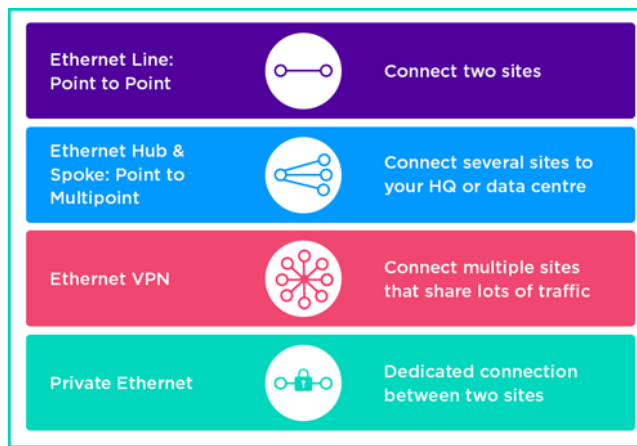 Ethernet Line:
Point to Point
Connect two sites
Ethernet Hub &
Spoke: Point to
Multipoint
Connect several sites to
your HQ or data centre
Ethernet VPN
Connect multiple sites
that share lots of traffic
Private Ethernet
Dedicated connection
between two sites